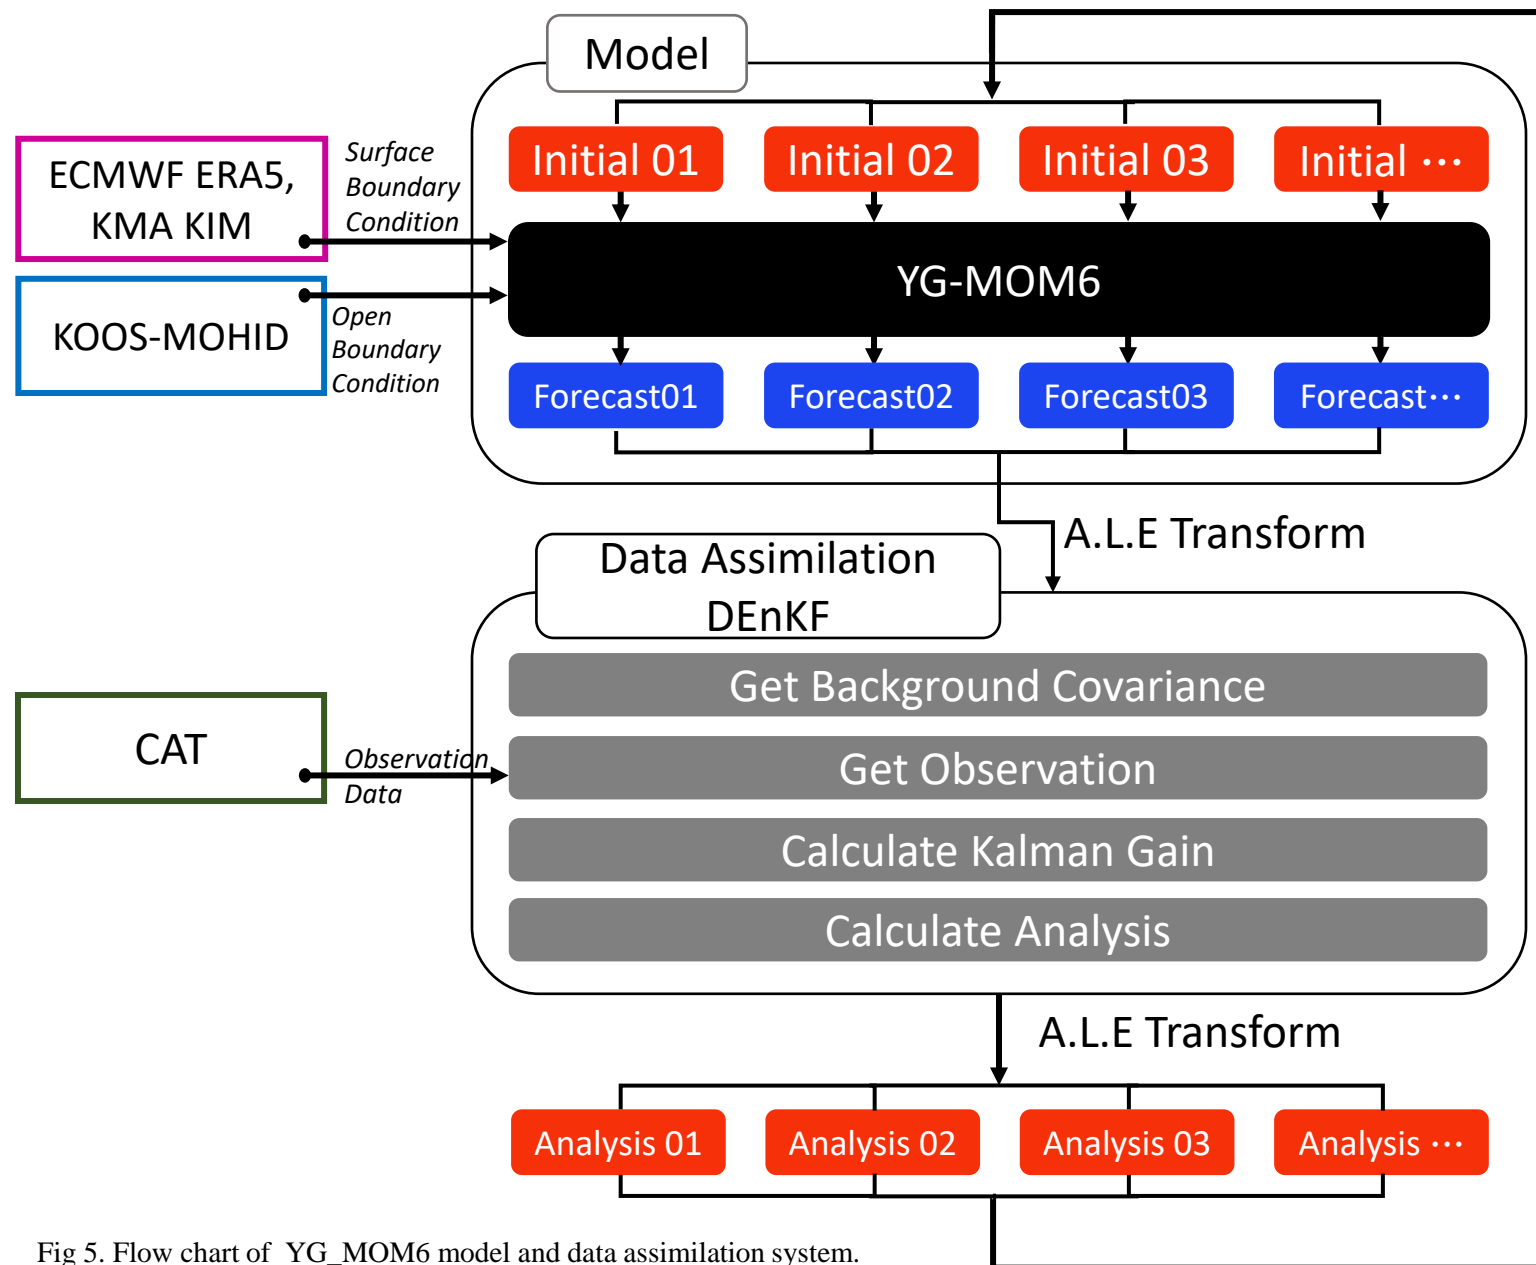 Model
ECMWF ERA5,
KMA KIM
Surface
Boundary
Condition
Initial 01
Initial 02
Initial 03
Initial ⋯
YG-MOM6
KOOS-MOHID
Open
Boundary
Condition
Forecast01
Forecast02
Forecast03
Forecast⋯
A.L.E Transform
Data Assimilation
DEnKF
Get Background Covariance
CAT
Observation
Data
Get Observation
Calculate Kalman Gain
Calculate Analysis
A.L.E Transform
Analysis 01
Analysis 02
Analysis 03
Analysis ⋯
Fig 5. Flow chart of YG_MOM6 model and data assimilation system.